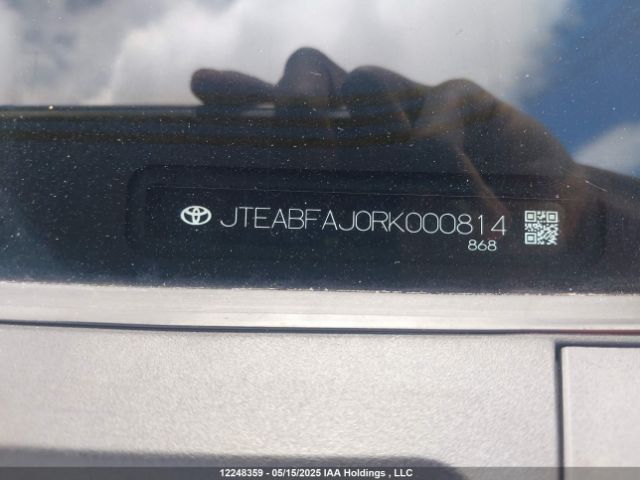 JTEABFAJ0RK000814
868
12248359 - 05/15/2025 IAA Holdings , LLC